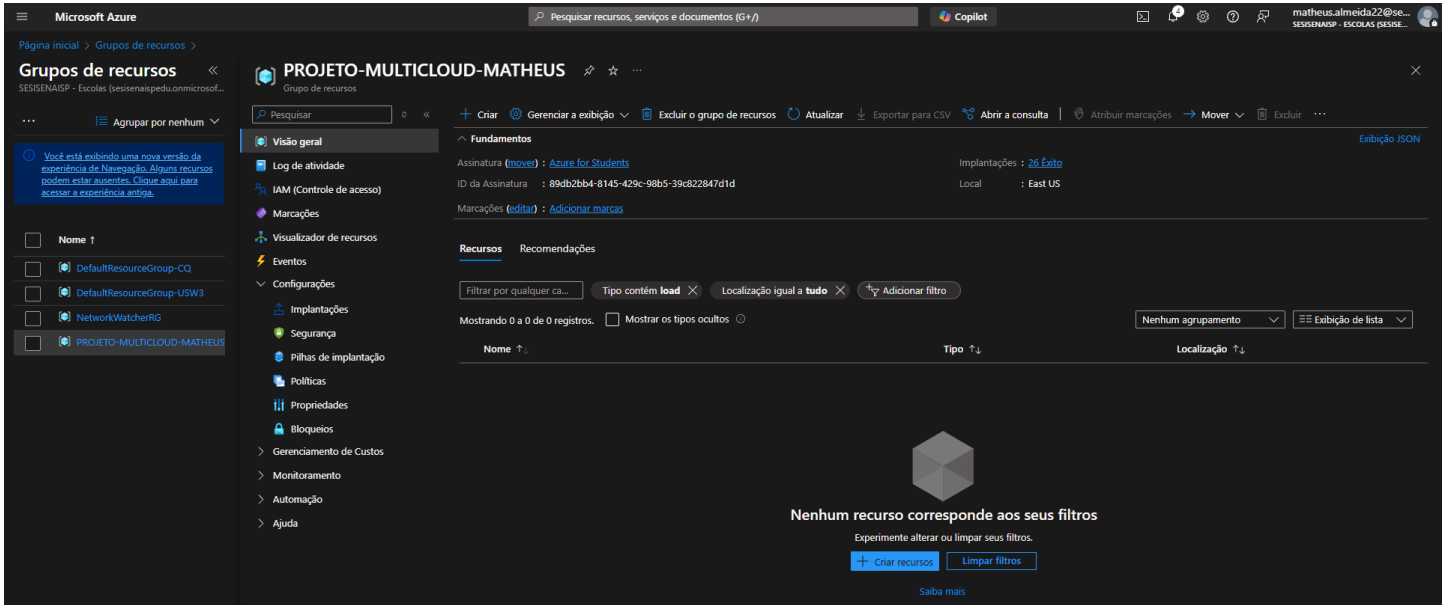 Microsoft Azure
Pesquisar recursos, serviços e documentos (G+/)
Copilot
4
matheus.almeida22@se...
SESISENAISP - ESCOLAS (SESISE...
Página inicial > Grupos de recursos >
Grupos de recursos
SESISENAISP - Escolas (sesisenaispedu.onmicrosof...
... Agrupar por nenhum
Você está exibindo uma nova versão da
experiência de Navegação. Alguns recursos
podem estar ausentes. Clique aqui para
acessar a experiência antiga.
Nome ↑
DefaultResourceGroup-CQ
DefaultResourceGroup-USW3
NetworkWatcherRG
PROJETO-MULTICLOUD-MATHEUS
PROJETO-MULTICLOUD-MATHEUS ...
Grupo de recursos
Pesquisar
Visão geral
Log de atividade
IAM (Controle de acesso)
Marcações
Visualizador de recursos
Eventos
Configurações
Implantações
Segurança
Pilhas de implantação
Políticas
Propriedades
Bloqueios
Gerenciamento de Custos
Monitoramento
Automação
Ajuda
Criar Gerenciar a exibição Excluir o grupo de recursos Atualizar Exportar para CSV Abrir a consulta Atribuir marcações Mover Excluir ...
Fundamentos
Exibição JSON
Assinatura (mover) : Azure for Students
Implantações : 26 Êxito
ID da Assinatura : 89db2bb4-8145-429c-98b5-39c822847d1d
Local : East US
Marcações (editar) : Adicionar marcas
Recursos Recomendações
Filtrar por qualquer ca... Tipo contém load Localização igual a tudo Adicionar filtro
Mostrando 0 a 0 de 0 registros. Mostrar os tipos ocultos
Nenhum agrupamento Exibição de lista
Nome ↑↓ Tipo ↑↓ Localização ↑↓
Nenhum recurso corresponde aos seus filtros
Experimente alterar ou limpar seus filtros.
Criar recursos Limpar filtros
Saiba mais